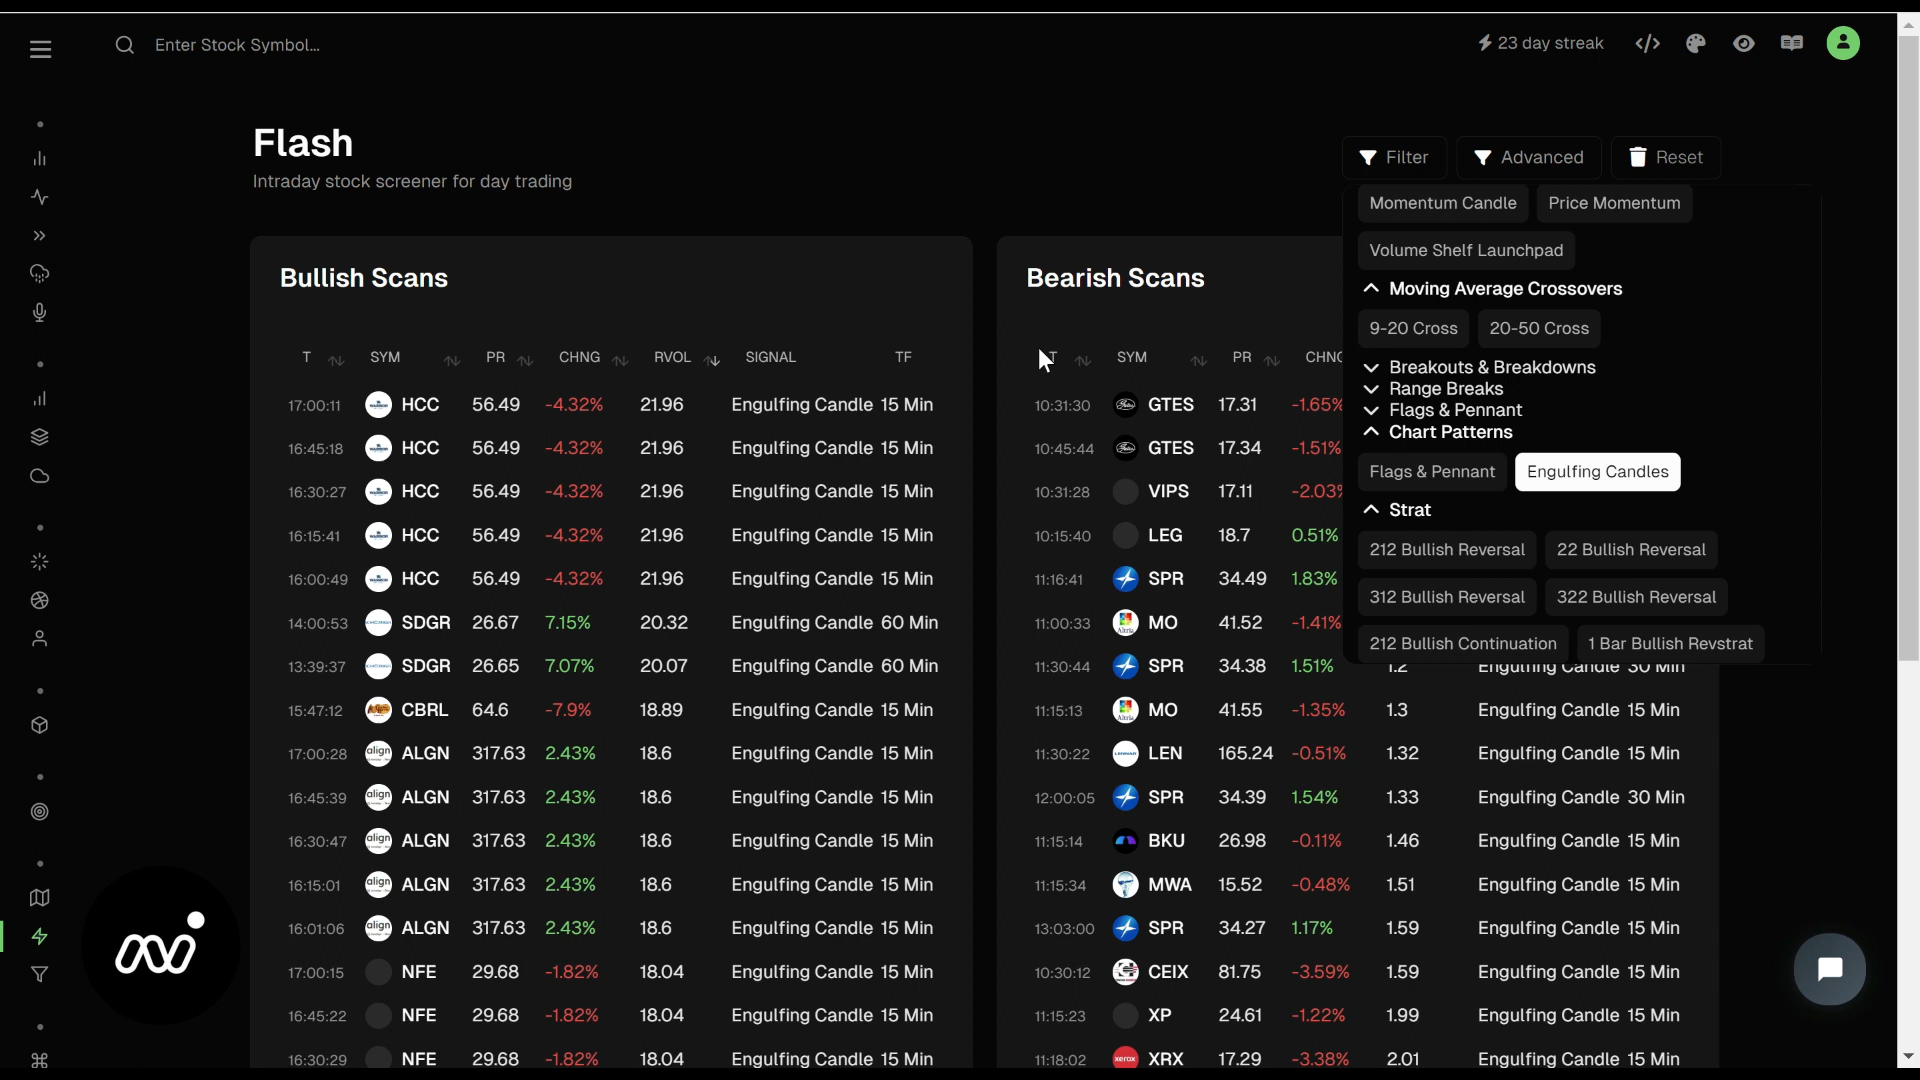 Enter Stock Symbol...
23 day streak
Flash
Intraday stock screener for day trading
Filter Advanced Reset
Momentum Candle Price Momentum
Volume Shelf Launchpad
Moving Average Crossovers
9-20 Cross 20-50 Cross
Breakouts & Breakdowns
Range Breaks
Flags & Pennant
Chart Patterns
Flags & Pennant Engulfing Candles
Strat
212 Bullish Reversal 22 Bullish Reversal
312 Bullish Reversal 322 Bullish Reversal
212 Bullish Continuation 1 Bar Bullish Revstrat
Bullish Scans
T SYM PR CHNG RVOL SIGNAL TF
17:00:11 HCC 56.49 -4.32% 21.96 Engulfing Candle 15 Min
16:45:18 HCC 56.49 -4.32% 21.96 Engulfing Candle 15 Min
16:30:27 HCC 56.49 -4.32% 21.96 Engulfing Candle 15 Min
16:15:41 HCC 56.49 -4.32% 21.96 Engulfing Candle 15 Min
16:00:49 HCC 56.49 -4.32% 21.96 Engulfing Candle 15 Min
14:00:53 SDGR 26.67 7.15% 20.32 Engulfing Candle 60 Min
13:39:37 SDGR 26.65 7.07% 20.07 Engulfing Candle 60 Min
15:47:12 CBRL 64.6 -7.9% 18.89 Engulfing Candle 15 Min
17:00:28 align ALGN 317.63 2.43% 18.6 Engulfing Candle 15 Min
16:45:39 align ALGN 317.63 2.43% 18.6 Engulfing Candle 15 Min
16:30:47 align ALGN 317.63 2.43% 18.6 Engulfing Candle 15 Min
16:15:01 align ALGN 317.63 2.43% 18.6 Engulfing Candle 15 Min
16:01:06 align ALGN 317.63 2.43% 18.6 Engulfing Candle 15 Min
17:00:15 NFE 29.68 -1.82% 18.04 Engulfing Candle 15 Min
16:45:22 NFE 29.68 -1.82% 18.04 Engulfing Candle 15 Min
16:30:29 NFE 29.68 -1.82% 18.04 Engulfing Candle 15 Min
Bearish Scans
T SYM PR CHNG
10:31:30 GTES 17.31 -1.65%
10:45:44 GTES 17.34 -1.51%
10:31:28 VIPS 17.11 -2.03%
10:15:40 LEG 18.7 0.51%
11:16:41 SPR 34.49 1.83%
11:00:33 Altria MO 41.52 -1.41%
11:30:44 SPR 34.38 1.51% 1.2 Engulfing Candle 30 Min
11:15:13 Altria MO 41.55 -1.35% 1.3 Engulfing Candle 15 Min
11:30:22 LENNAR LEN 165.24 -0.51% 1.32 Engulfing Candle 15 Min
12:00:05 SPR 34.39 1.54% 1.33 Engulfing Candle 30 Min
11:15:14 BKU 26.98 -0.11% 1.46 Engulfing Candle 15 Min
11:15:34 MWA 15.52 -0.48% 1.51 Engulfing Candle 15 Min
13:03:00 SPR 34.27 1.17% 1.59 Engulfing Candle 15 Min
10:30:12 CEIX 81.75 -3.59% 1.59 Engulfing Candle 15 Min
11:15:23 XP 24.61 -1.22% 1.99 Engulfing Candle 15 Min
11:18:02 xerox XRX 17.29 -3.38% 2.01 Engulfing Candle 15 Min